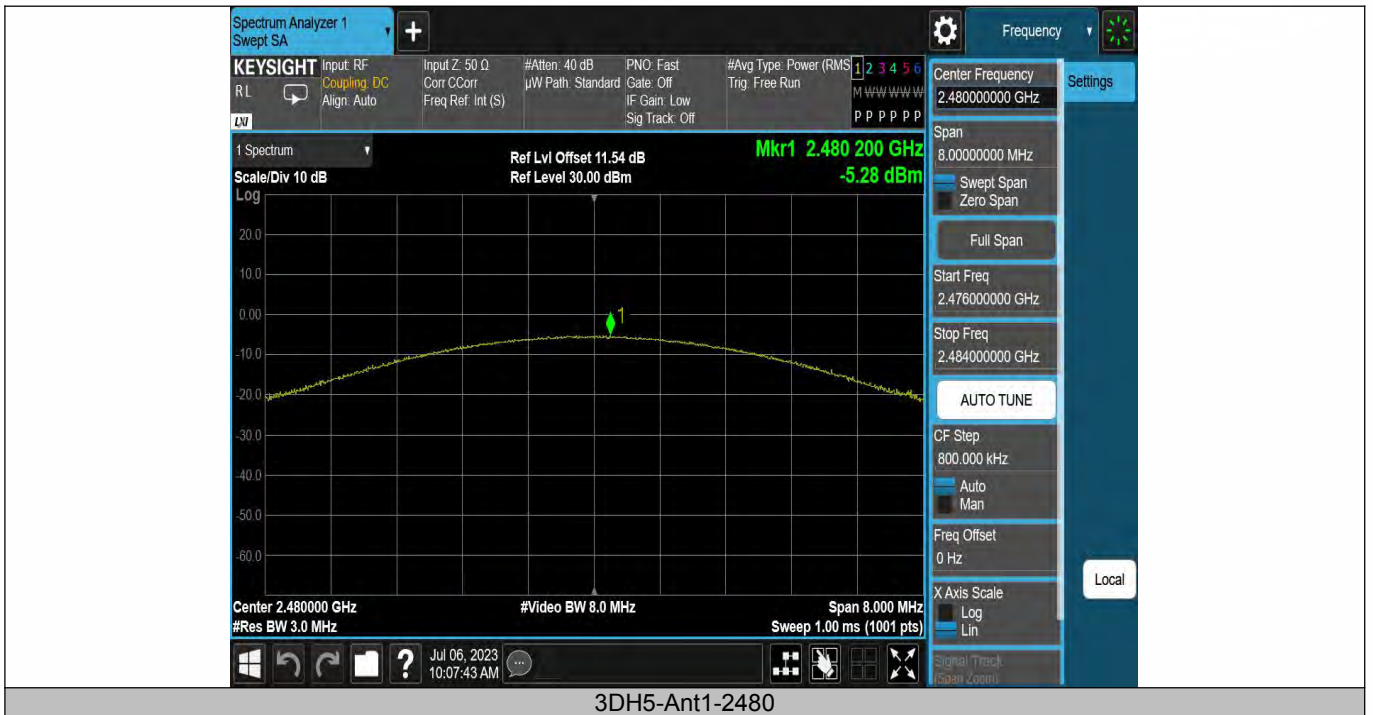 Spectrum Analyzer 1
Swept SA
+
Frequency
KEYSIGHT
RL
LXI
Input: RF
Coupling: DC
Align: Auto
Input Z: 50 Ω
Corr CCorr
Freq Ref: Int (S)
#Atten: 40 dB
µW Path: Standard
PNO: Fast
Gate: Off
IF Gain: Low
Sig Track: Off
#Avg Type: Power (RMS
Trig: Free Run
1 2 3 4 5 6
M W W W W W
P P P P P P
1 Spectrum
Scale/Div 10 dB
Log
Ref Lvl Offset 11.54 dB
Ref Level 30.00 dBm
Mkr1 2.480 200 GHz
-5.28 dBm
20.0
10.0
0.00
-10.0
-20.0
-30.0
-40.0
-50.0
-60.0
1
Center 2.480000 GHz
#Res BW 3.0 MHz
#Video BW 8.0 MHz
Span 8.000 MHz
Sweep 1.00 ms (1001 pts)
Center Frequency
2.480000000 GHz
Settings
Span
8.00000000 MHz
Swept Span
Zero Span
Full Span
Start Freq
2.476000000 GHz
Stop Freq
2.484000000 GHz
AUTO TUNE
CF Step
800.000 kHz
Auto
Man
Freq Offset
0 Hz
X Axis Scale
Log
Lin
Local
Signal Track
(Span Zoom)
?
Jul 06, 2023
10:07:43 AM
3DH5-Ant1-2480